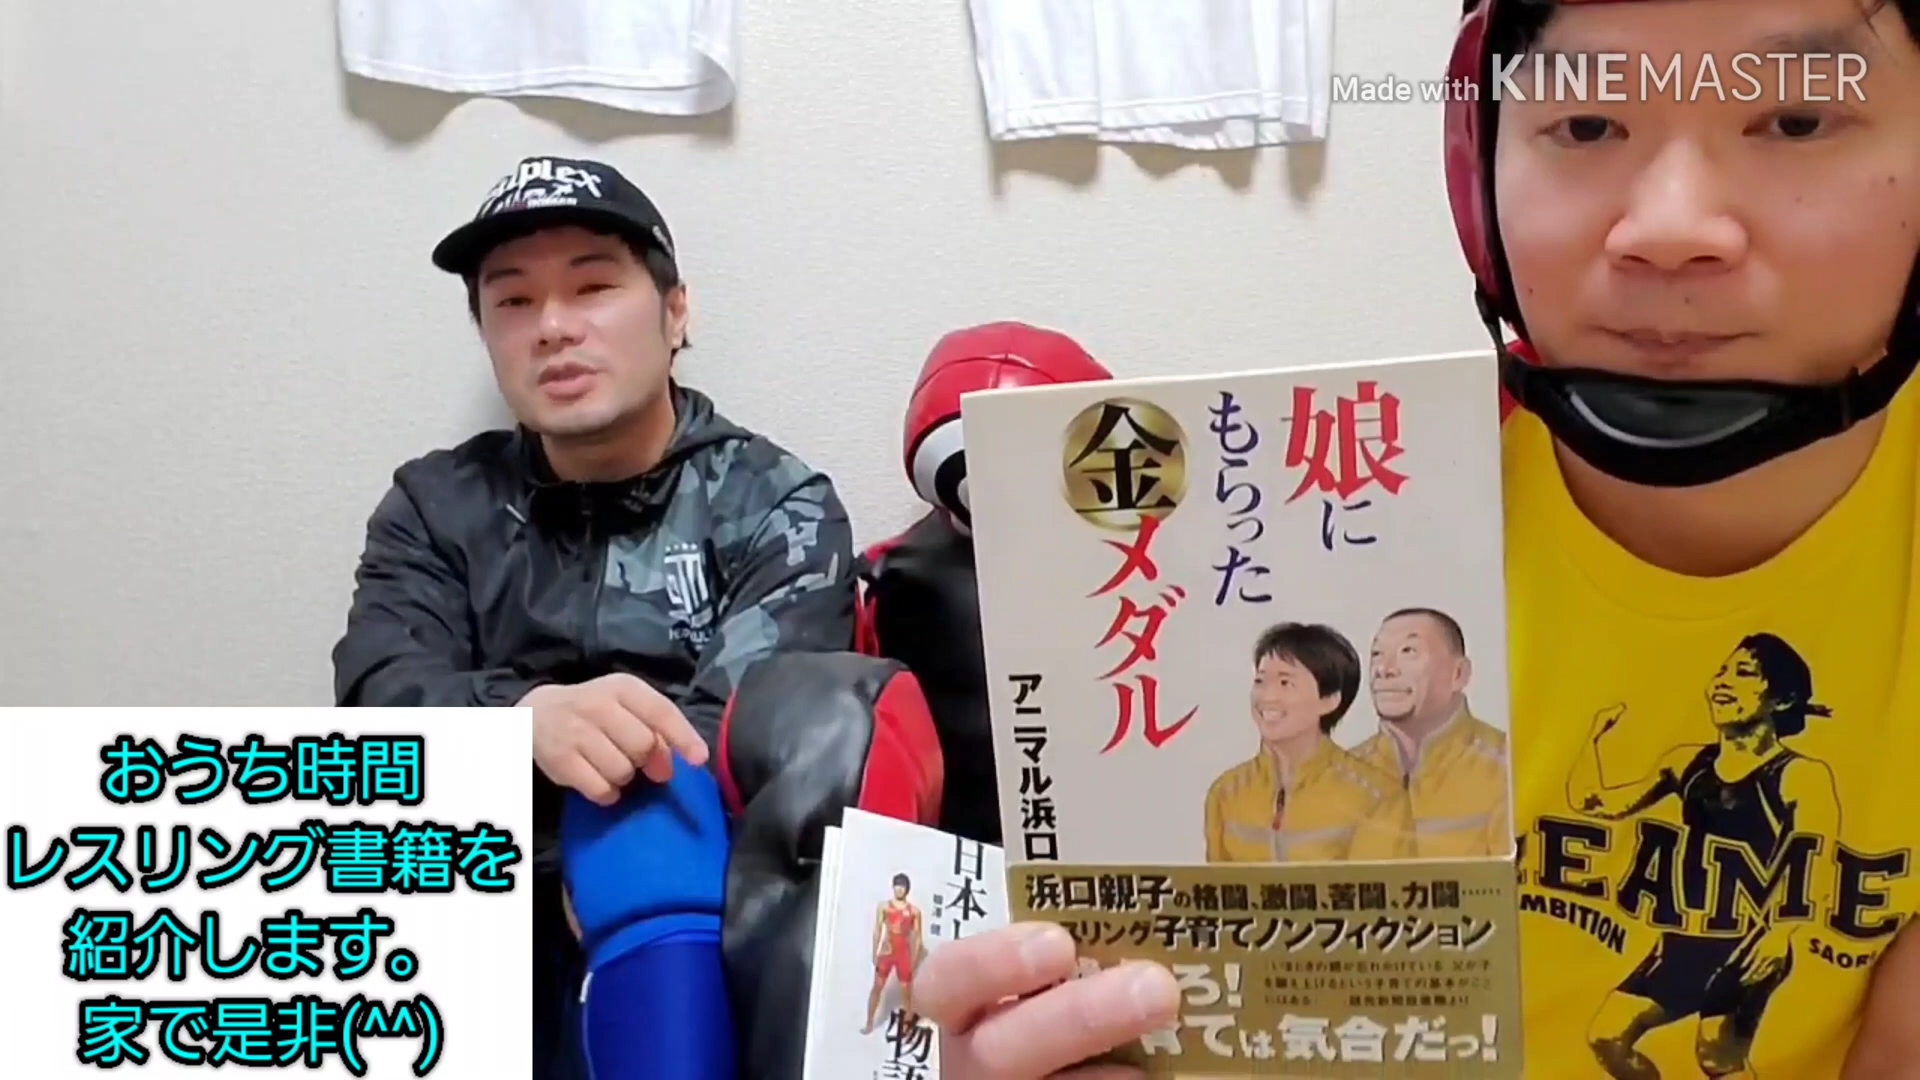 Made with KINEMASTER
娘に
もらった
金メダル
アニマル浜口
浜口親子の格闘、激闘、苦闘、力闘……
スリング子育てノンフィクション
ろ!
育ては気合だっ!
日本
柳澤 健
物語
REAME
AMBITION
おうち時間
レスリング書籍を
紹介します。
家で是非(^^)